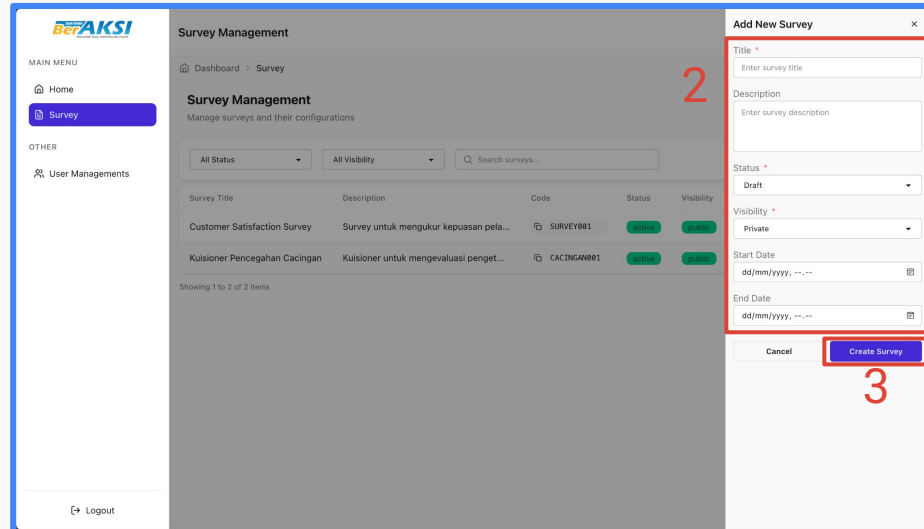 BerAKSI
Survey Management
Add New Survey
MAIN MENU
Home
Survey
OTHER
User Managements
Logout
Dashboard > Survey
Survey Management
Manage surveys and their configurations
All Status
All Visibility
Search surveys...
Survey Title Description Code Status Visibility
Customer Satisfaction Survey Survey untuk mengukur kepuasan pela... SURVEY001 active public
Kuisioner Pencegahan Cacingan Kuisioner untuk mengevaluasi penget... CACINGAN001 active public
Showing 1 to 2 of 2 items
2
Title *
Enter survey title
Description
Enter survey description
Status *
Draft
Visibility *
Private
Start Date
dd/mm/yyyy, --.--
End Date
dd/mm/yyyy, --.--
Cancel
Create Survey
3